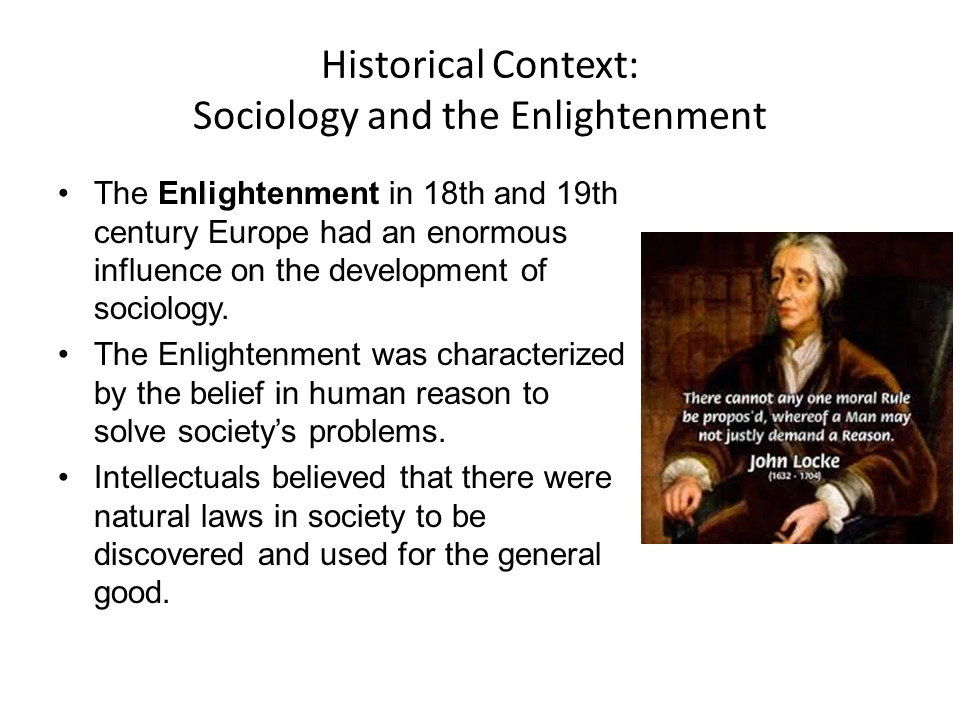 Historical Context:
Sociology and the Enlightenment
• The Enlightenment in 18th and 19th
century Europe had an enormous
influence on the development of
sociology.
• The Enlightenment was characterized
by the belief in human reason to
solve society’s problems.
• Intellectuals believed that there were
natural laws in society to be
discovered and used for the general
good.
There cannot any one moral Rule
be propos'd, whereof a Man may
not justly demand a Reason.
John Locke
(1632 - 1704)